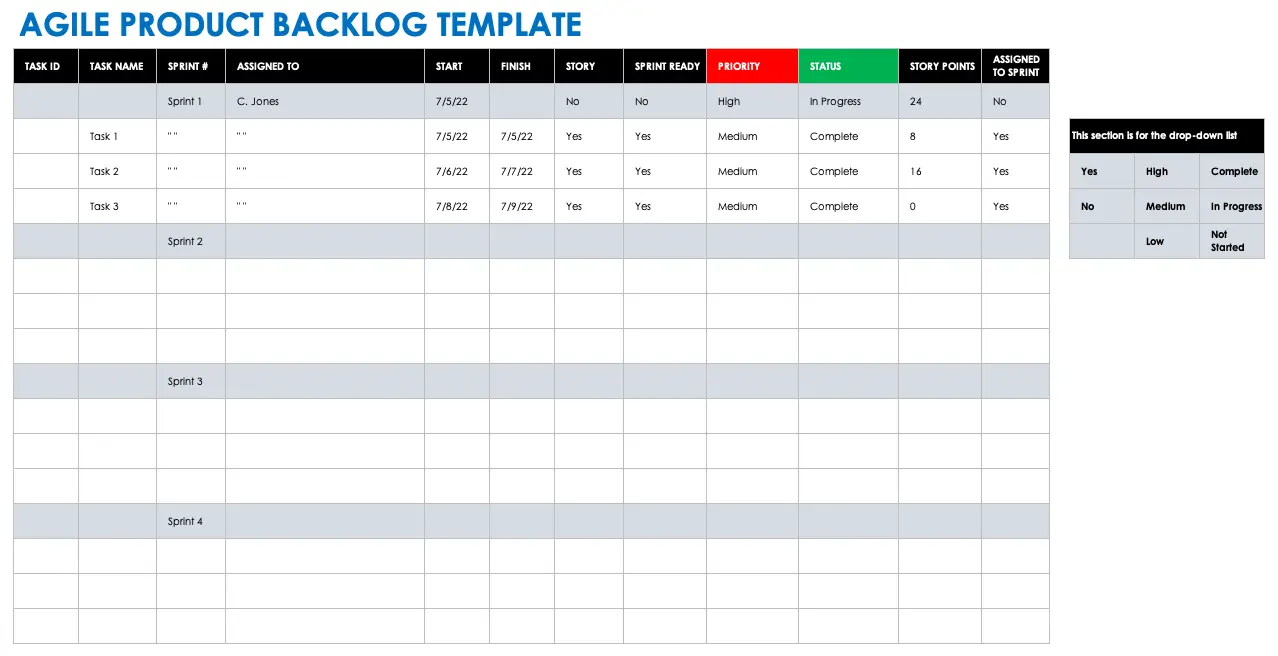 AGILE PRODUCT BACKLOG TEMPLATE
TASK ID TASK NAME SPRINT # ASSIGNED TO START FINISH STORY SPRINT READY PRIORITY STATUS STORY POINTS ASSIGNED TO SPRINT
Sprint 1 C. Jones 7/5/22 No No High In Progress 24 No
Task 1 " " " " 7/5/22 7/5/22 Yes Yes Medium Complete 8 Yes
Task 2 " " " " 7/6/22 7/7/22 Yes Yes Medium Complete 16 Yes
Task 3 " " " " 7/8/22 7/9/22 Yes Yes Medium Complete 0 Yes
Sprint 2
Sprint 3
Sprint 4
This section is for the drop-down list
Yes High Complete
No Medium In Progress
Low Not Started